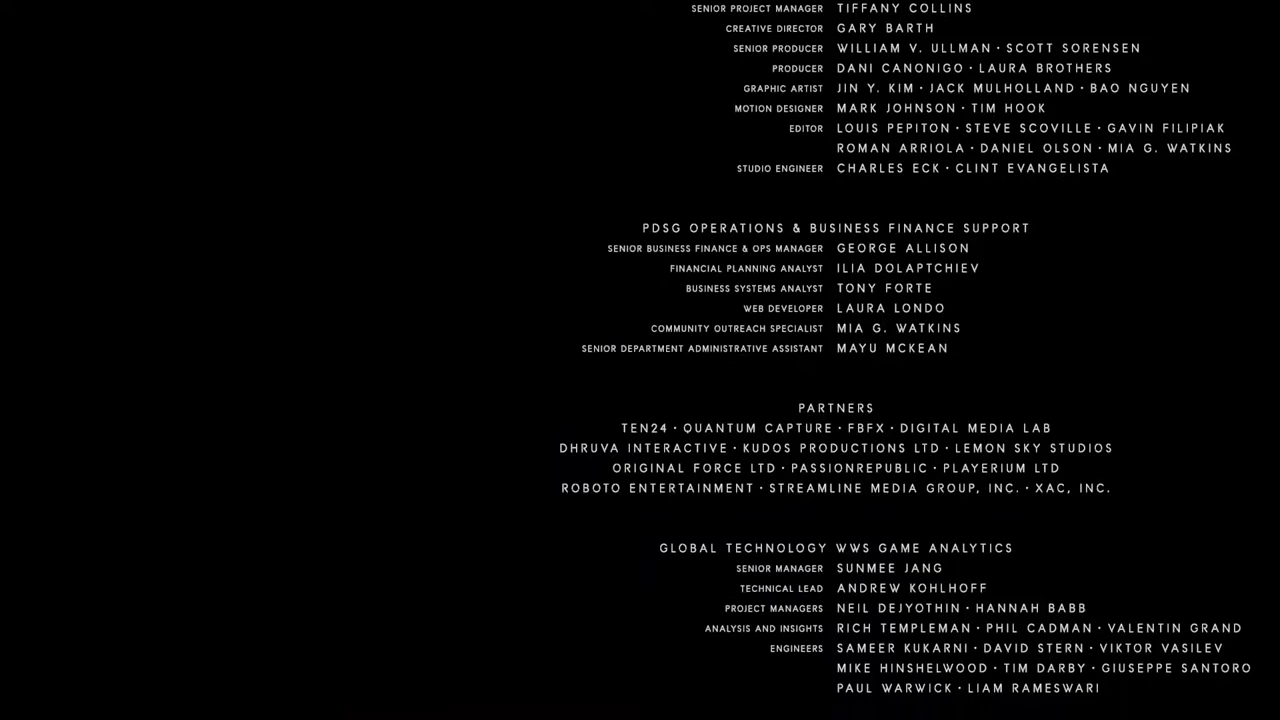 SENIOR PROJECT MANAGER TIFFANY COLLINS
CREATIVE DIRECTOR GARY BARTH
SENIOR PRODUCER WILLIAM V. ULLMAN · SCOTT SORENSEN
PRODUCER DANI CANONIGO · LAURA BROTHERS
GRAPHIC ARTIST JIN Y. KIM · JACK MULHOLLAND · BAO NGUYEN
MOTION DESIGNER MARK JOHNSON · TIM HOOK
EDITOR LOUIS PEPITON · STEVE SCOVILLE · GAVIN FILIPIAK
ROMAN ARRIOLA · DANIEL OLSON · MIA G. WATKINS
STUDIO ENGINEER CHARLES ECK · CLINT EVANGELISTA
PDSG OPERATIONS & BUSINESS FINANCE SUPPORT
SENIOR BUSINESS FINANCE & OPS MANAGER GEORGE ALLISON
FINANCIAL PLANNING ANALYST ILIA DOLAPTCHIEV
BUSINESS SYSTEMS ANALYST TONY FORTE
WEB DEVELOPER LAURA LONDO
COMMUNITY OUTREACH SPECIALIST MIA G. WATKINS
SENIOR DEPARTMENT ADMINISTRATIVE ASSISTANT MAYU MCKEAN
PARTNERS
TEN24 · QUANTUM CAPTURE · FBFX · DIGITAL MEDIA LAB
DHRUVA INTERACTIVE · KUDOS PRODUCTIONS LTD · LEMON SKY STUDIOS
ORIGINAL FORCE LTD · PASSIONREPUBLIC · PLAYERIUM LTD
ROBOTO ENTERTAINMENT · STREAMLINE MEDIA GROUP, INC. · XAC, INC.
GLOBAL TECHNOLOGY WWS GAME ANALYTICS
SENIOR MANAGER SUNMEE JANG
TECHNICAL LEAD ANDREW KOHLHOFF
PROJECT MANAGERS NEIL DEJYOTHIN · HANNAH BABB
ANALYSIS AND INSIGHTS RICH TEMPLEMAN · PHIL CADMAN · VALENTIN GRAND
ENGINEERS SAMEER KUKARNI · DAVID STERN · VIKTOR VASILEV
MIKE HINSHELWOOD · TIM DARBY · GIUSEPPE SANTORO
PAUL WARWICK · LIAM RAMESWARI